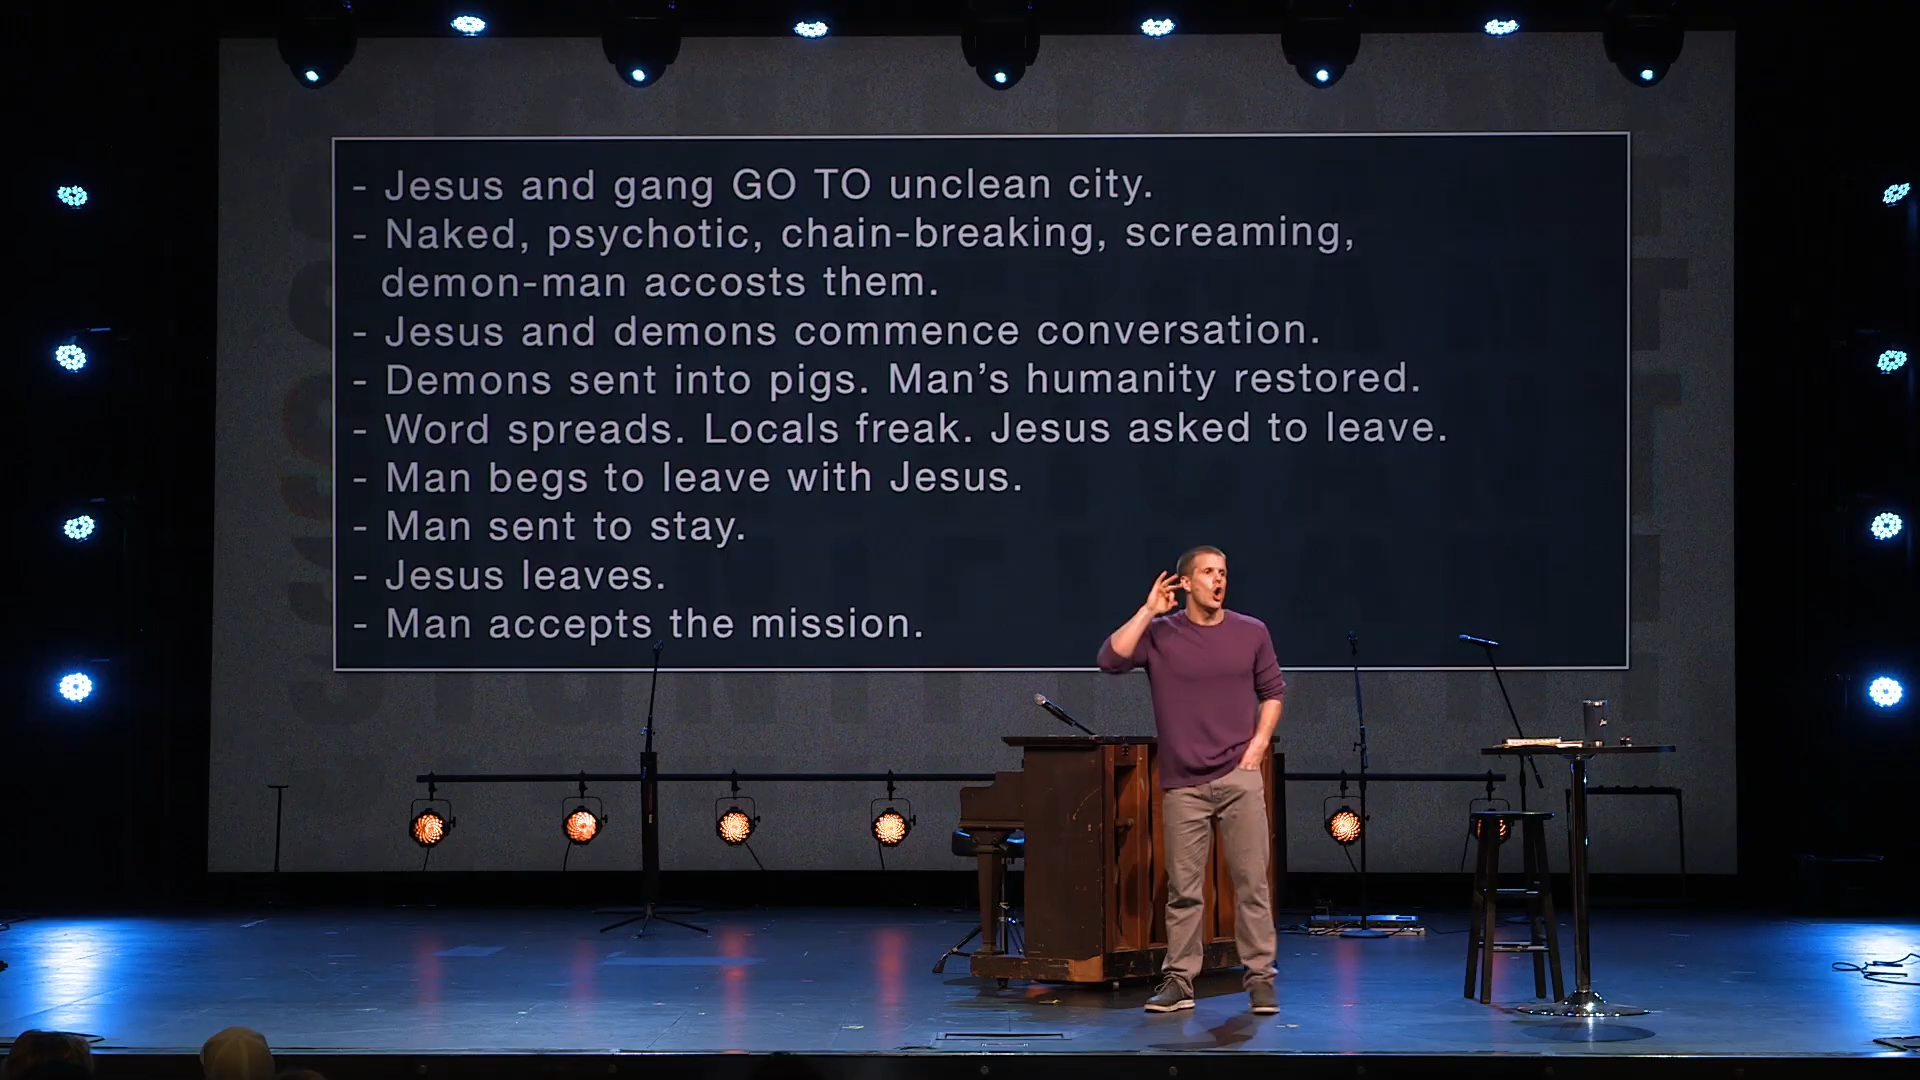 - Jesus and gang GO TO unclean city.
- Naked, psychotic, chain-breaking, screaming,
demon-man accosts them.
- Jesus and demons commence conversation.
- Demons sent into pigs. Man's humanity restored.
- Word spreads. Locals freak. Jesus asked to leave.
- Man begs to leave with Jesus.
- Man sent to stay.
- Jesus leaves.
- Man accepts the mission.